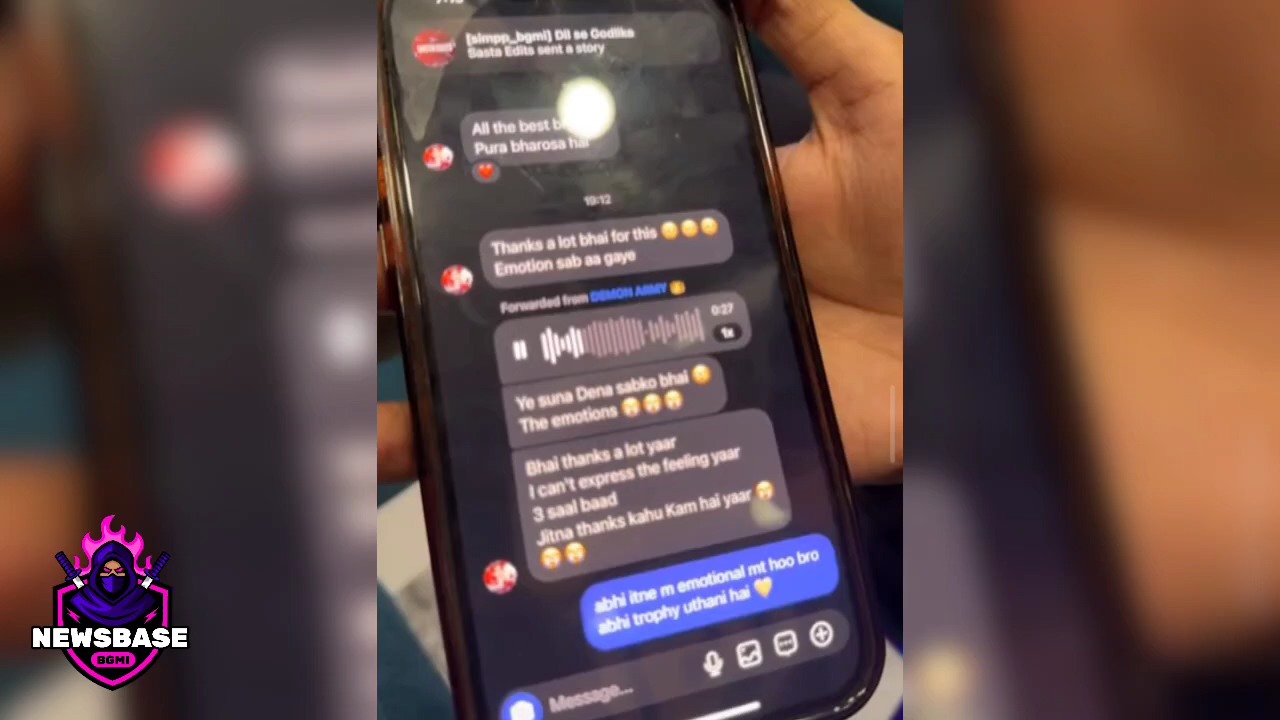 [simpp_bgmi] Dil se Godlike
Sasta Edits sent a story
All the best
Pura bharosa hai
19:12
Thanks a lot bhai for this 🥹🥹🥹
Emotion sab aa gaye
Forwarded from DEMON ARMY
0:27
1x
Ye suna Dena sabko bhai 🥹
The emotions 😭😭😭
Bhai thanks a lot yaar
I can't express the feeling yaar
3 saal baad
Jitna thanks kahu Kam hai yaar 😭
😭😭
abhi itne m emotional mt hoo bro
abhi trophy uthani hai 💛
Message...
NEWSBASE
BGMI